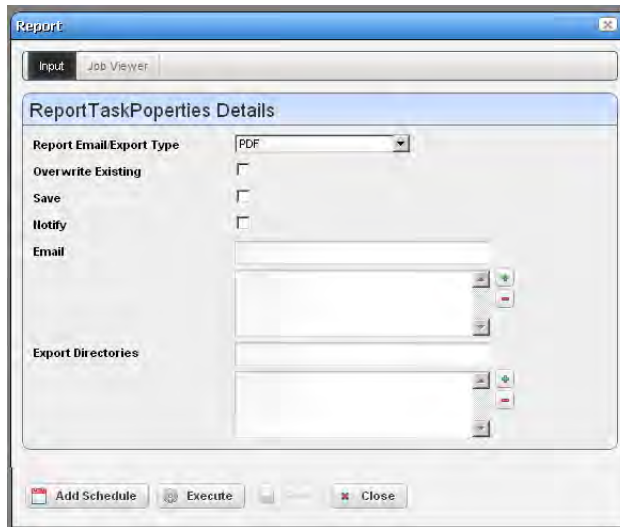 Report
Input Job Viewer
ReportTaskPoperties Details
Report Email/Export Type PDF
Overwrite Existing
Save
Notify
Email
Export Directories
Add Schedule Execute Close